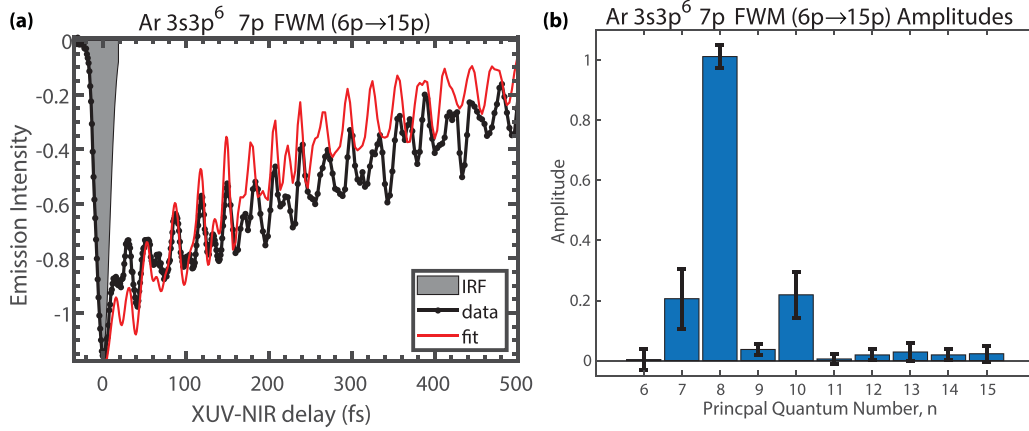 (a)
Ar 3s3p⁶ 7p FWM (6p→15p)
0
-0.2
-0.4
-0.6
-0.8
-1
Emission Intensity
IRF
data
fit
0 100 200 300 400 500
XUV-NIR delay (fs)
(b)
Ar 3s3p⁶ 7p FWM (6p→15p) Amplitudes
1
0.8
0.6
0.4
0.2
0
Amplitude
6 7 8 9 10 11 12 13 14 15
Princpal Quantum Number, n